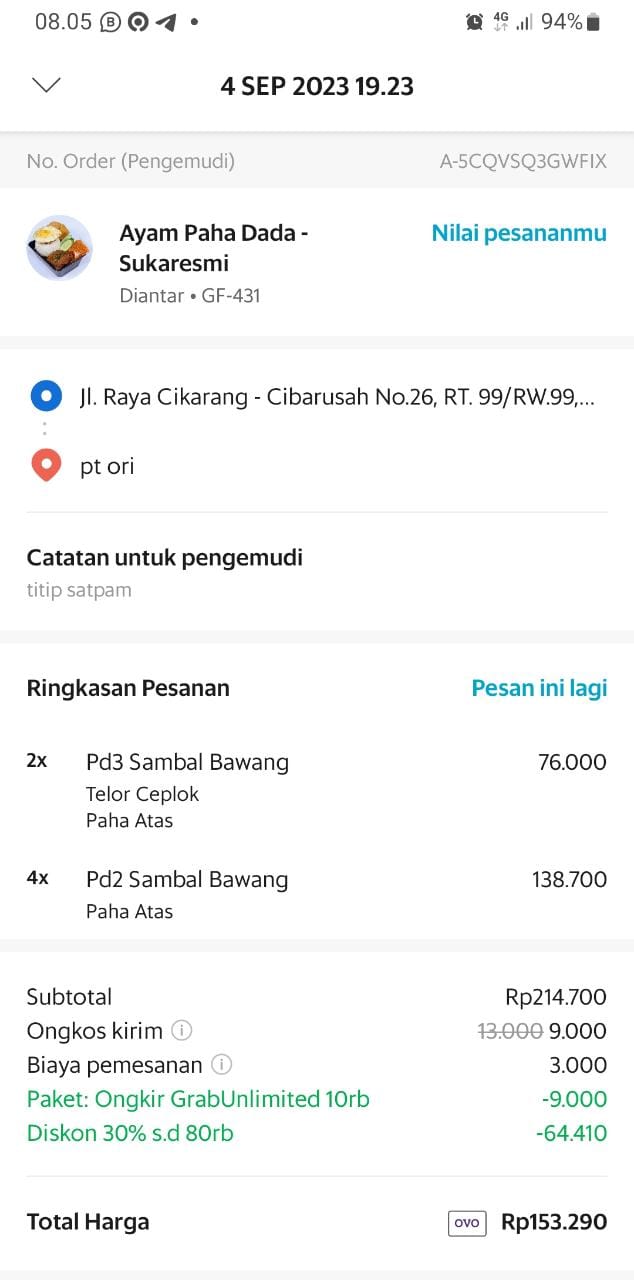 08.05 94%
4G
4 SEP 2023 19.23
No. Order (Pengemudi) A-5CQVSQ3GWFIX
Ayam Paha Dada - Nilai pesananmu
Sukaresmi
Diantar • GF-431
Jl. Raya Cikarang - Cibarusah No.26, RT. 99/RW.99,...
pt ori
Catatan untuk pengemudi
titip satpam
Ringkasan Pesanan Pesan ini lagi
2x Pd3 Sambal Bawang 76.000
Telor Ceplok
Paha Atas
4x Pd2 Sambal Bawang 138.700
Paha Atas
Subtotal Rp214.700
Ongkos kirim 13.000 9.000
Biaya pemesanan 3.000
Paket: Ongkir GrabUnlimited 10rb -9.000
Diskon 30% s.d 80rb -64.410
Total Harga OVO Rp153.290